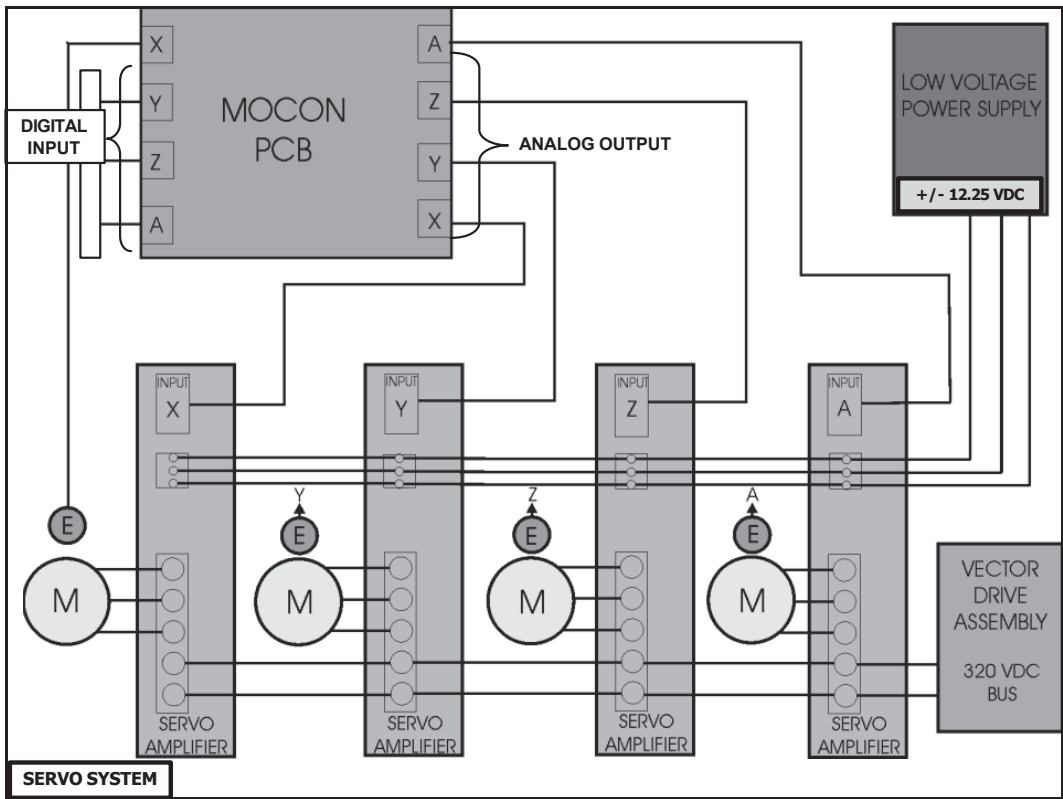 X
A
LOW VOLTAGE
POWER SUPPLY
+/- 12.25 VDC
Y
Z
MOCON
PCB
DIGITAL
INPUT
ANALOG OUTPUT
Z
Y
A
X
INPUT
X
INPUT
Y
INPUT
Z
INPUT
A
Y
Z
A
E
E
E
E
M
M
M
M
VECTOR
DRIVE
ASSEMBLY
320 VDC
BUS
SERVO
AMPLIFIER
SERVO
AMPLIFIER
SERVO
AMPLIFIER
SERVO
AMPLIFIER
SERVO SYSTEM